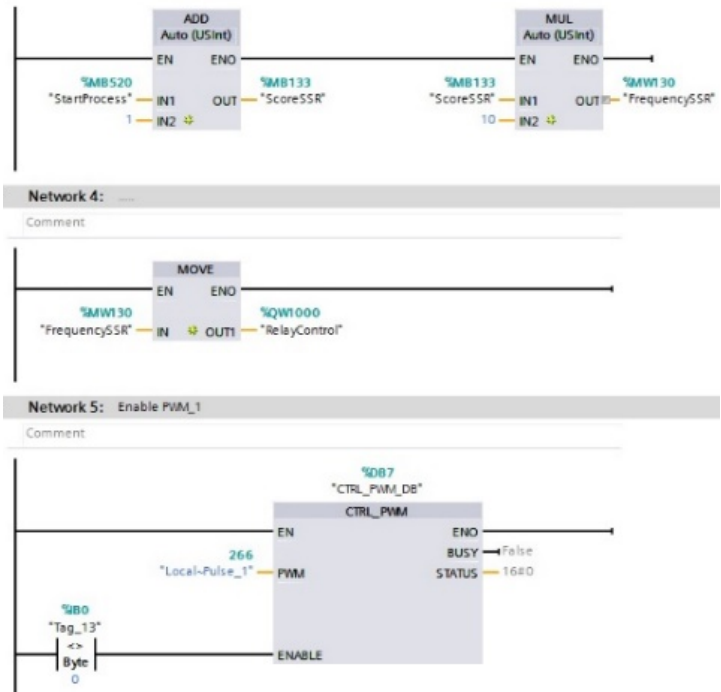 ADD
Auto (USInt)
EN ENO
%MB520
"StartProcess" IN1 OUT %MB133 "ScoreSSR"
1 IN2
MUL
Auto (USInt)
EN ENO
%MB133
"ScoreSSR" IN1 OUT %MW130 "FrequencySSR"
10 IN2
Network 4: ....
Comment
MOVE
EN ENO
%MW130
"FrequencySSR" IN OUT1 %QW1000 "RelayControl"
Network 5: Enable PWM_1
Comment
%DB7
"CTRL_PWM_DB"
CTRL_PWM
EN ENO
BUSY False
266
"Local~Pulse_1" PWM STATUS 16#0
%IB0
"Tag_13"
<>
Byte
0
ENABLE